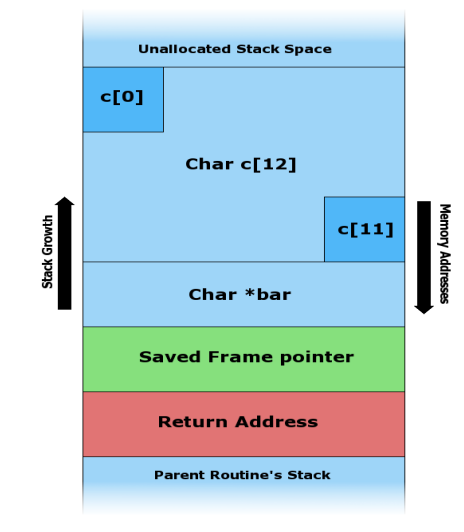 Unallocated Stack Space
c[0]
Char c[12]
c[11]
Stack Growth
Memory Addresses
Char *bar
Saved Frame pointer
Return Address
Parent Routine's Stack